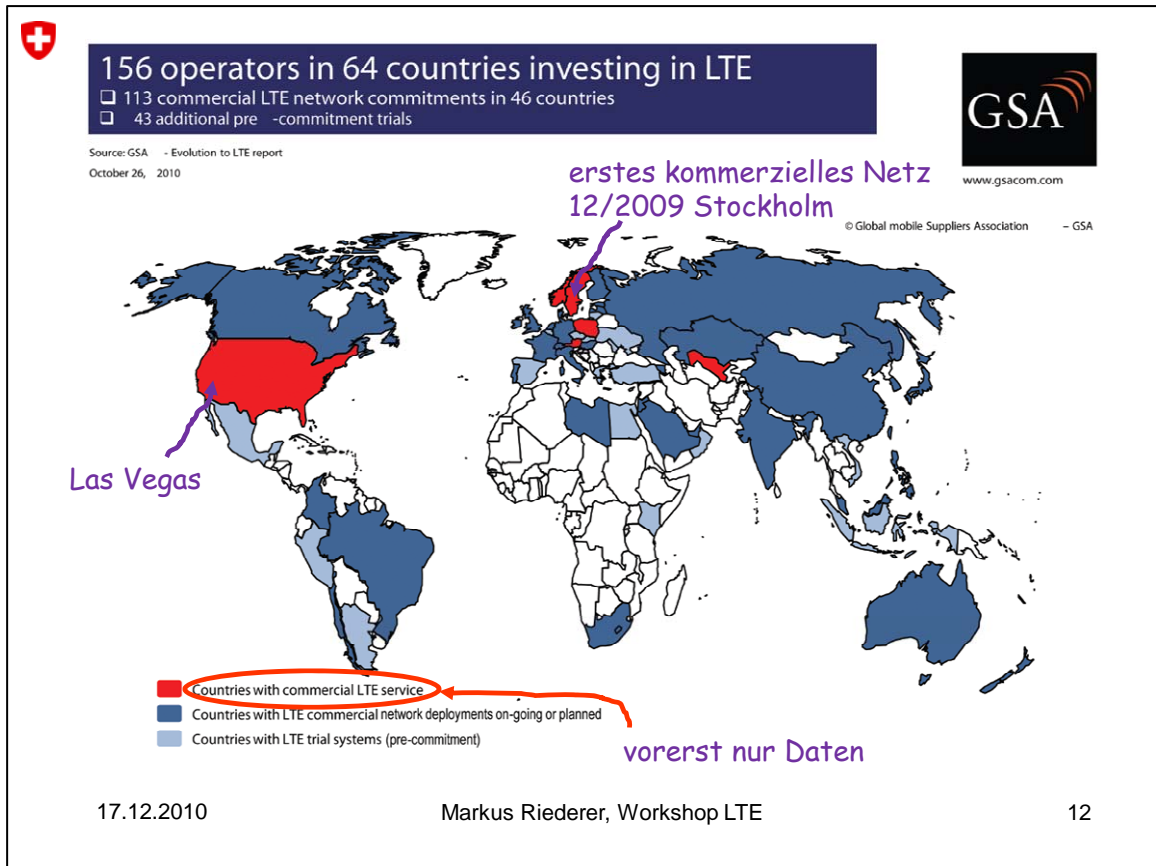 156 operators in 64 countries investing in LTE
❑ 113 commercial LTE network commitments in 46 countries
❑ 43 additional pre -commitment trials
GSA
www.gsacom.com
Source: GSA - Evolution to LTE report
October 26, 2010
erstes kommerzielles Netz
12/2009 Stockholm
© Global mobile Suppliers Association – GSA
Las Vegas
Countries with commercial LTE service
Countries with LTE commercial network deployments on-going or planned
Countries with LTE trial systems (pre-commitment)
vorerst nur Daten
17.12.2010 Markus Riederer, Workshop LTE 12